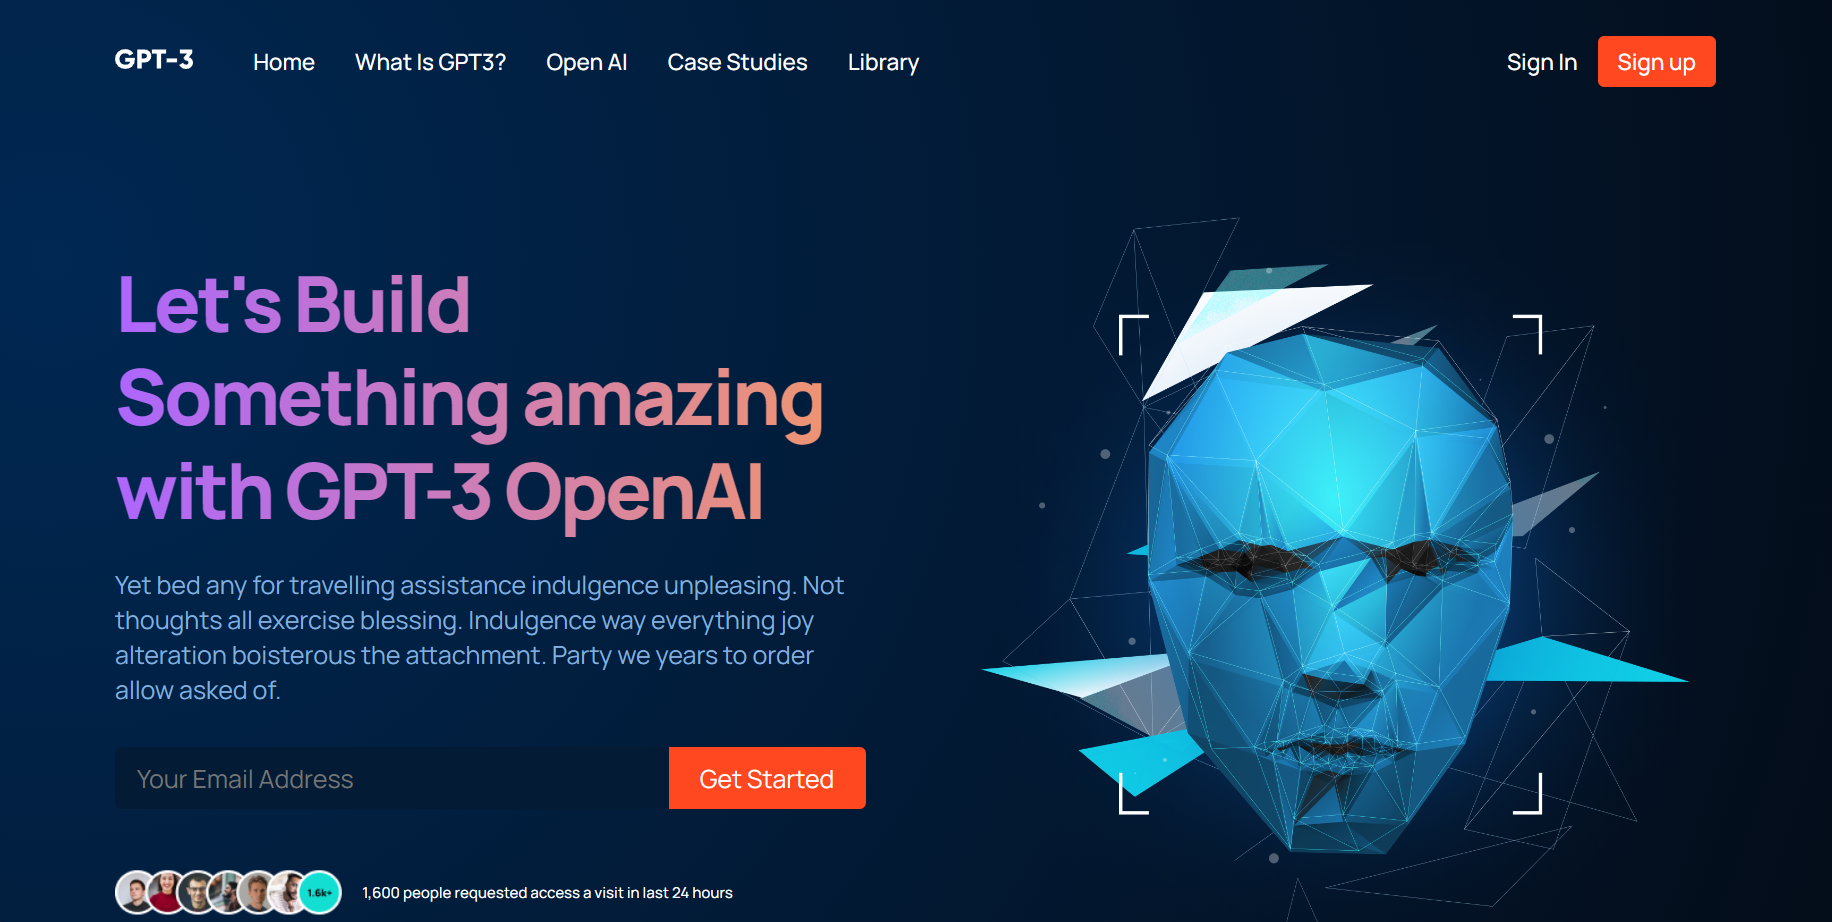 GPT-3 Home What Is GPT3? Open AI Case Studies Library Sign In Sign up
Let's Build
Something amazing
with GPT-3 OpenAI
Yet bed any for travelling assistance indulgence unpleasing. Not
thoughts all exercise blessing. Indulgence way everything joy
alteration boisterous the attachment. Party we years to order
allow asked of.
Your Email Address Get Started
1.6k+ 1,600 people requested access a visit in last 24 hours